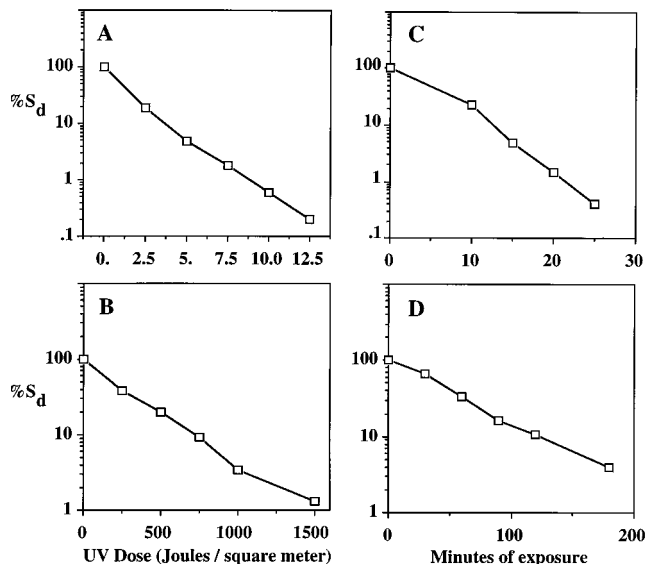 A
100
%Sd
10
1
.1
0. 2.5 5. 7.5 10.0 12.5
C
100
10
1
.1
0 10 20 30
B
100
%Sd
10
1
0 500 1000 1500
UV Dose (Joules / square meter)
D
100
10
1
0 100 200
Minutes of exposure